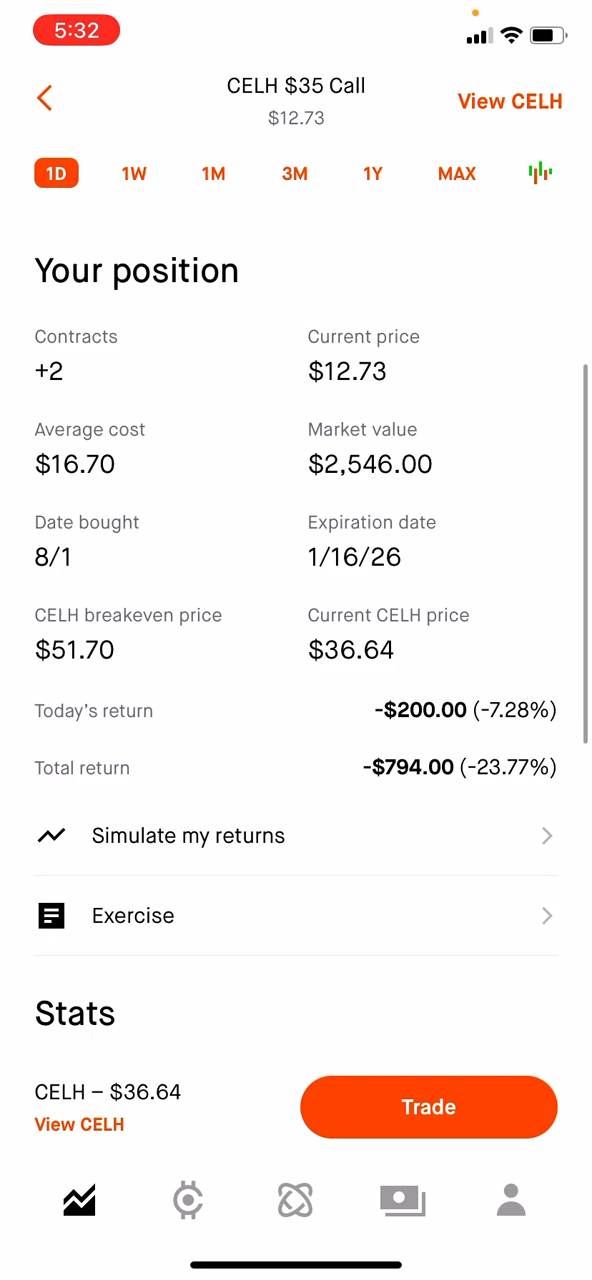 5:32
CELH $35 Call
$12.73
View CELH
1D 1W 1M 3M 1Y MAX
Your position
Contracts Current price
+2 $12.73
Average cost Market value
$16.70 $2,546.00
Date bought Expiration date
8/1 1/16/26
CELH breakeven price Current CELH price
$51.70 $36.64
Today's return -$200.00 (-7.28%)
Total return -$794.00 (-23.77%)
Simulate my returns
Exercise
Stats
CELH – $36.64
View CELH
Trade